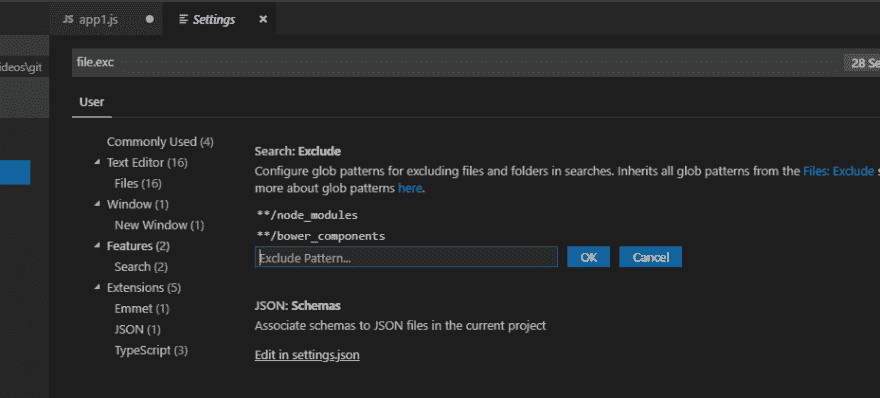 JS app1.js
Settings
file.exc
28 Se
ideos\git
User
Commonly Used (4)
Text Editor (16)
Files (16)
Window (1)
New Window (1)
Features (2)
Search (2)
Extensions (5)
Emmet (1)
JSON (1)
TypeScript (3)
Search: Exclude
Configure glob patterns for excluding files and folders in searches. Inherits all glob patterns from the Files: Exclude s
more about glob patterns here.
**/node_modules
**/bower_components
Exclude Pattern...
OK
Cancel
JSON: Schemas
Associate schemas to JSON files in the current project
Edit in settings.json